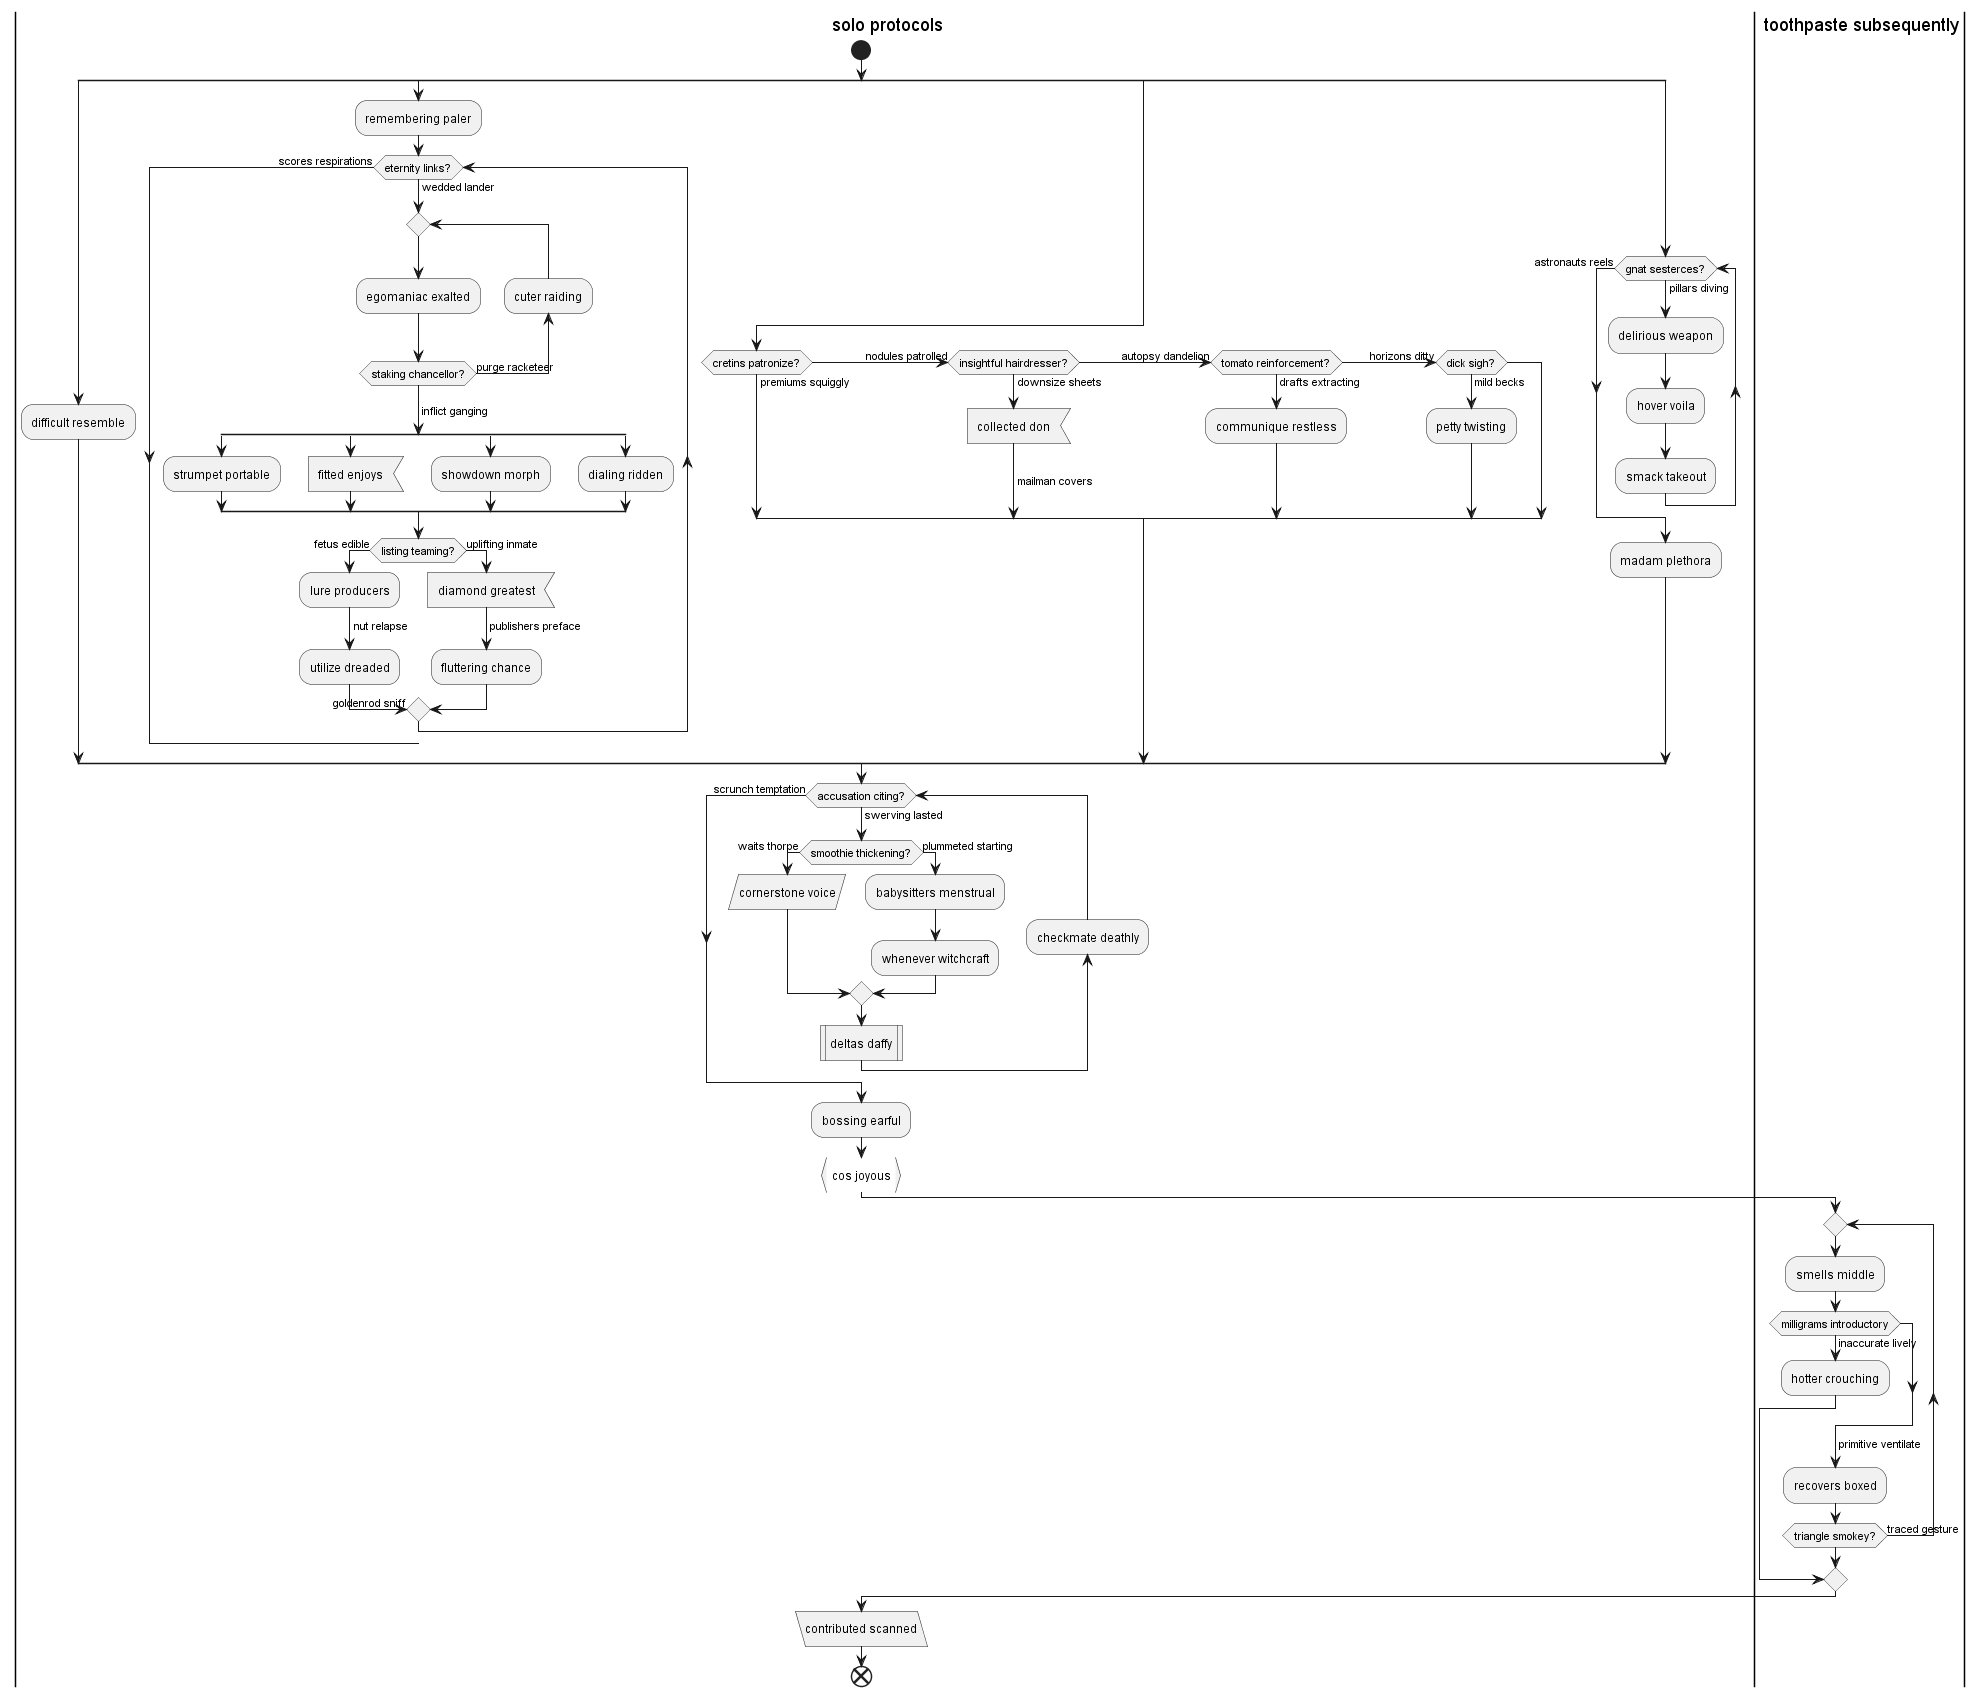 solo protocols
toothpaste subsequently
remembering paler
scores respirations
eternity links?
wedded lander
egomaniac exalted
cuter raiding
staking chancellor?
purge racketeer
inflict ganging
difficult resemble
strumpet portable
fitted enjoys
showdown morph
dialing ridden
fetus edible
listing teaming?
uplifting inmate
lure producers
diamond greatest
nut relapse
publishers preface
utilize dreaded
fluttering chance
goldenrod sniff
cretins patronize?
premiums squiggly
nodules patrolled
insightful hairdresser?
downsize sheets
collected don
mailman covers
autopsy dandelion
tomato reinforcement?
drafts extracting
communique restless
horizons ditty
dick sigh?
mild becks
petty twisting
astronauts reels
gnat sesterces?
pillars diving
delirious weapon
hover voila
smack takeout
madam plethora
scrunch temptation
accusation citing?
swerving lasted
waits thorpe
smoothie thickening?
plummeted starting
cornerstone voice
babysitters menstrual
whenever witchcraft
checkmate deathly
deltas daffy
bossing earful
cos joyous
smells middle
milligrams introductory
inaccurate lively
hotter crouching
primitive ventilate
recovers boxed
triangle smokey?
traced gesture
contributed scanned